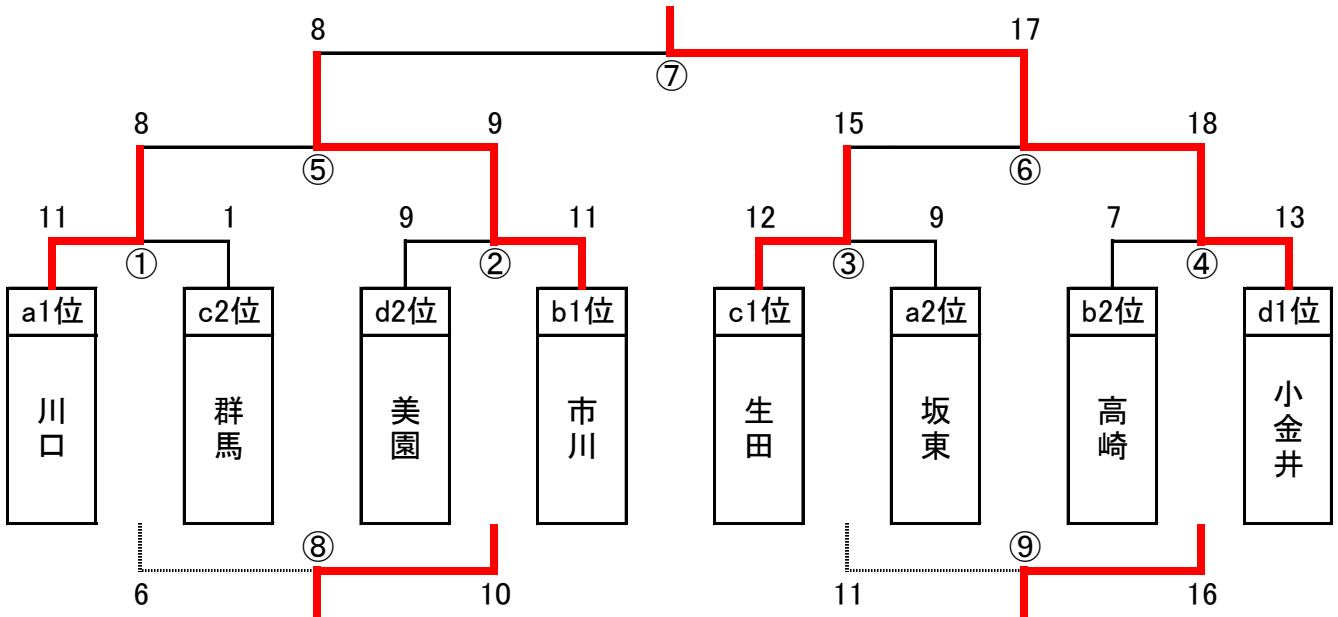 8 17
⑦
8 9 15 18
⑤ ⑥
11 1 9 11 12 9 7 13
① ② ③ ④
a1位 c2位 d2位 b1位 c1位 a2位 b2位 d1位
川口 群馬 美園 市川 生田 坂東 高崎 小金井
⑧ ⑨
6 10 11 16